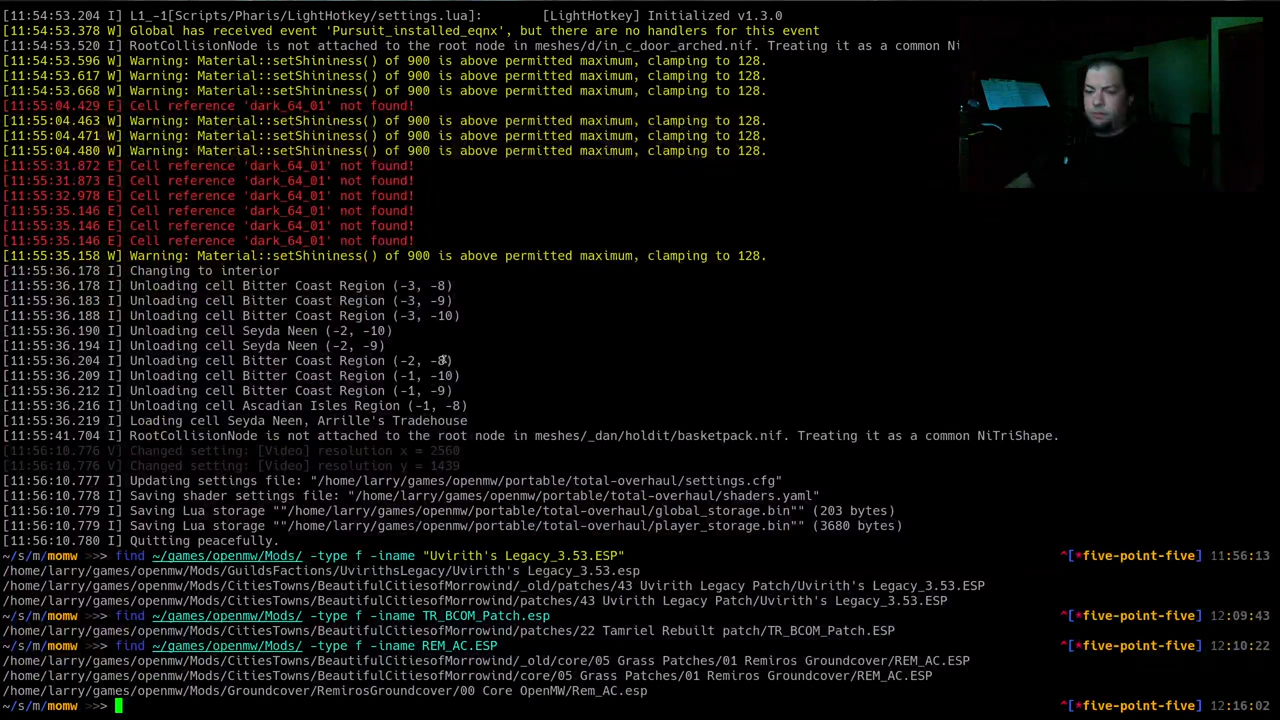 [11:54:53.204 I] L1_-1[Scripts/Pharis/LightHotkey/settings.lua]:        [LightHotkey] Initialized v1.3.0
[11:54:53.378 W] Global has received event 'Pursuit_installed_eqnx', but there are no handlers for this event
[11:54:53.520 I] RootCollisionNode is not attached to the root node in meshes/d/in_c_door_arched.nif. Treating it as a common Ni
[11:54:53.596 W] Warning: Material::setShininess() of 900 is above permitted maximum, clamping to 128.
[11:54:53.617 W] Warning: Material::setShininess() of 900 is above permitted maximum, clamping to 128.
[11:54:53.668 W] Warning: Material::setShininess() of 900 is above permitted maximum, clamping to 128.
[11:55:04.429 E] Cell reference 'dark_64_01' not found!
[11:55:04.463 W] Warning: Material::setShininess() of 900 is above permitted maximum, clamping to 128.
[11:55:04.471 W] Warning: Material::setShininess() of 900 is above permitted maximum, clamping to 128.
[11:55:04.480 W] Warning: Material::setShininess() of 900 is above permitted maximum, clamping to 128.
[11:55:31.872 E] Cell reference 'dark_64_01' not found!
[11:55:31.873 E] Cell reference 'dark_64_01' not found!
[11:55:32.978 E] Cell reference 'dark_64_01' not found!
[11:55:35.146 E] Cell reference 'dark_64_01' not found!
[11:55:35.146 E] Cell reference 'dark_64_01' not found!
[11:55:35.146 E] Cell reference 'dark_64_01' not found!
[11:55:35.158 W] Warning: Material::setShininess() of 900 is above permitted maximum, clamping to 128.
[11:55:36.178 I] Changing to interior
[11:55:36.178 I] Unloading cell Bitter Coast Region (-3, -8)
[11:55:36.183 I] Unloading cell Bitter Coast Region (-3, -9)
[11:55:36.188 I] Unloading cell Bitter Coast Region (-3, -10)
[11:55:36.190 I] Unloading cell Seyda Neen (-2, -10)
[11:55:36.194 I] Unloading cell Seyda Neen (-2, -9)
[11:55:36.204 I] Unloading cell Bitter Coast Region (-2, -8)
[11:55:36.209 I] Unloading cell Bitter Coast Region (-1, -10)
[11:55:36.212 I] Unloading cell Bitter Coast Region (-1, -9)
[11:55:36.216 I] Unloading cell Ascadian Isles Region (-1, -8)
[11:55:36.219 I] Loading cell Seyda Neen, Arrille's Tradehouse
[11:55:41.704 I] RootCollisionNode is not attached to the root node in meshes/_dan/holdit/basketpack.nif. Treating it as a common NiTriShape.
[11:56:10.776 V] Changed setting: [Video] resolution x = 2560
[11:56:10.776 V] Changed setting: [Video] resolution y = 1439
[11:56:10.777 I] Updating settings file: "/home/larry/games/openmw/portable/total-overhaul/settings.cfg"
[11:56:10.778 I] Saving shader settings file: "/home/larry/games/openmw/portable/total-overhaul/shaders.yaml"
[11:56:10.779 I] Saving Lua storage ""/home/larry/games/openmw/portable/total-overhaul/global_storage.bin"" (203 bytes)
[11:56:10.779 I] Saving Lua storage ""/home/larry/games/openmw/portable/total-overhaul/player_storage.bin"" (3680 bytes)
[11:56:10.780 I] Quitting peacefully.
~/s/m/momw >>> find ~/games/openmw/Mods/ -type f -iname "Uvirith's Legacy_3.53.ESP" ^[*five-point-five] 11:56:13
/home/larry/games/openmw/Mods/GuildsFactions/UvirithsLegacy/Uvirith's Legacy_3.53.esp
/home/larry/games/openmw/Mods/CitiesTowns/BeautifulCitiesofMorrowind/_old/patches/43 Uvirith Legacy Patch/Uvirith's Legacy_3.53.ESP
/home/larry/games/openmw/Mods/CitiesTowns/BeautifulCitiesofMorrowind/patches/43 Uvirith Legacy Patch/Uvirith's Legacy_3.53.ESP
~/s/m/momw >>> find ~/games/openmw/Mods/ -type f -iname TR_BCOM_Patch.esp ^[*five-point-five] 12:09:43
/home/larry/games/openmw/Mods/CitiesTowns/BeautifulCitiesofMorrowind/patches/22 Tamriel Rebuilt patch/TR_BCOM_Patch.ESP
~/s/m/momw >>> find ~/games/openmw/Mods/ -type f -iname REM_AC.ESP ^[*five-point-five] 12:10:22
/home/larry/games/openmw/Mods/CitiesTowns/BeautifulCitiesofMorrowind/_old/core/05 Grass Patches/01 Remiros Groundcover/REM_AC.ESP
/home/larry/games/openmw/Mods/CitiesTowns/BeautifulCitiesofMorrowind/core/05 Grass Patches/01 Remiros Groundcover/REM_AC.ESP
/home/larry/games/openmw/Mods/Groundcover/RemirosGroundcover/00 Core OpenMW/Rem_AC.esp
~/s/m/momw >>> ^[*five-point-five] 12:16:02